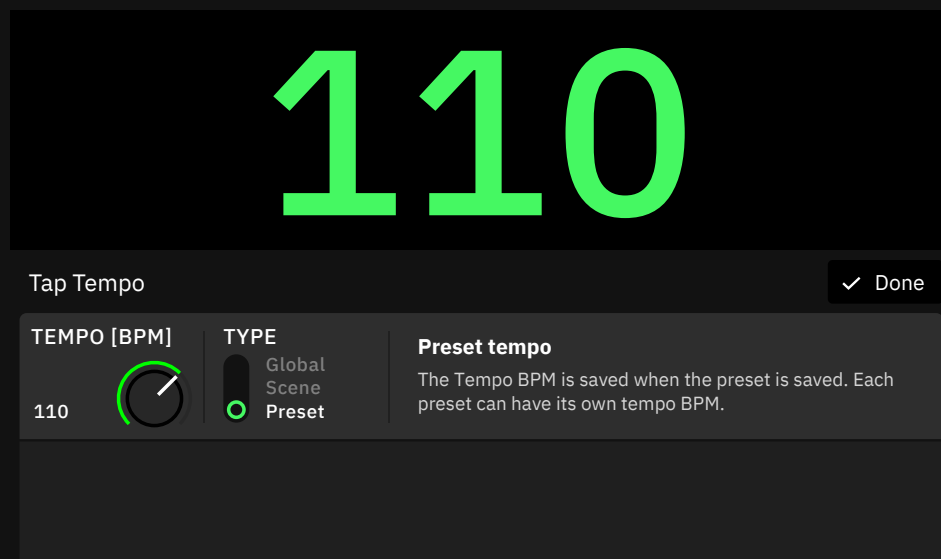 110
Tap Tempo
Done
TEMPO [BPM]
110
TYPE
Global
Scene
Preset
Preset tempo
The Tempo BPM is saved when the preset is saved. Each
preset can have its own tempo BPM.